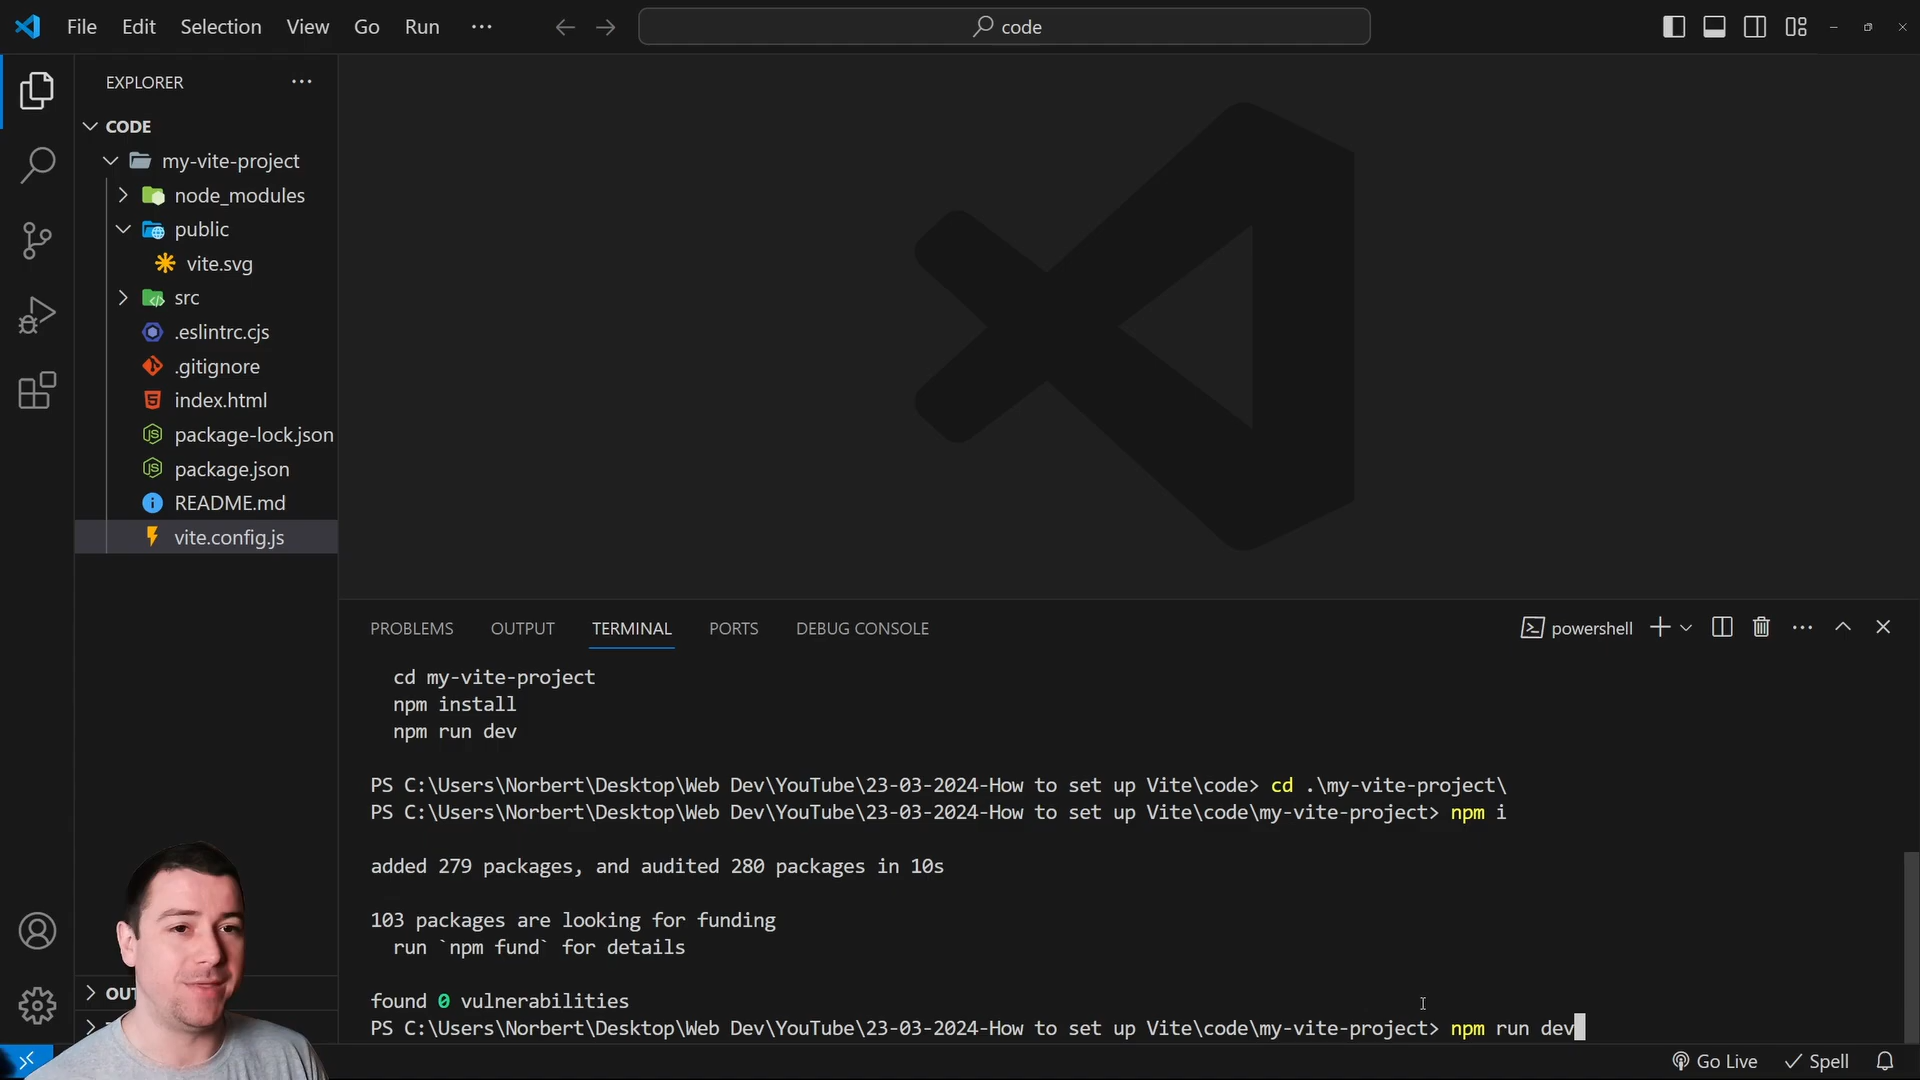 File Edit Selection View Go Run ···
code
EXPLORER ···
CODE
my-vite-project
node_modules
public
vite.svg
src
.eslintrc.cjs
.gitignore
index.html
package-lock.json
package.json
README.md
vite.config.js
PROBLEMS OUTPUT TERMINAL PORTS DEBUG CONSOLE
powershell
cd my-vite-project
npm install
npm run dev
PS C:\Users\Norbert\Desktop\Web Dev\YouTube\23-03-2024-How to set up Vite\code> cd .\my-vite-project\
PS C:\Users\Norbert\Desktop\Web Dev\YouTube\23-03-2024-How to set up Vite\code\my-vite-project> npm i
added 279 packages, and audited 280 packages in 10s
103 packages are looking for funding
run `npm fund` for details
found 0 vulnerabilities
PS C:\Users\Norbert\Desktop\Web Dev\YouTube\23-03-2024-How to set up Vite\code\my-vite-project> npm run dev
Go Live Spell